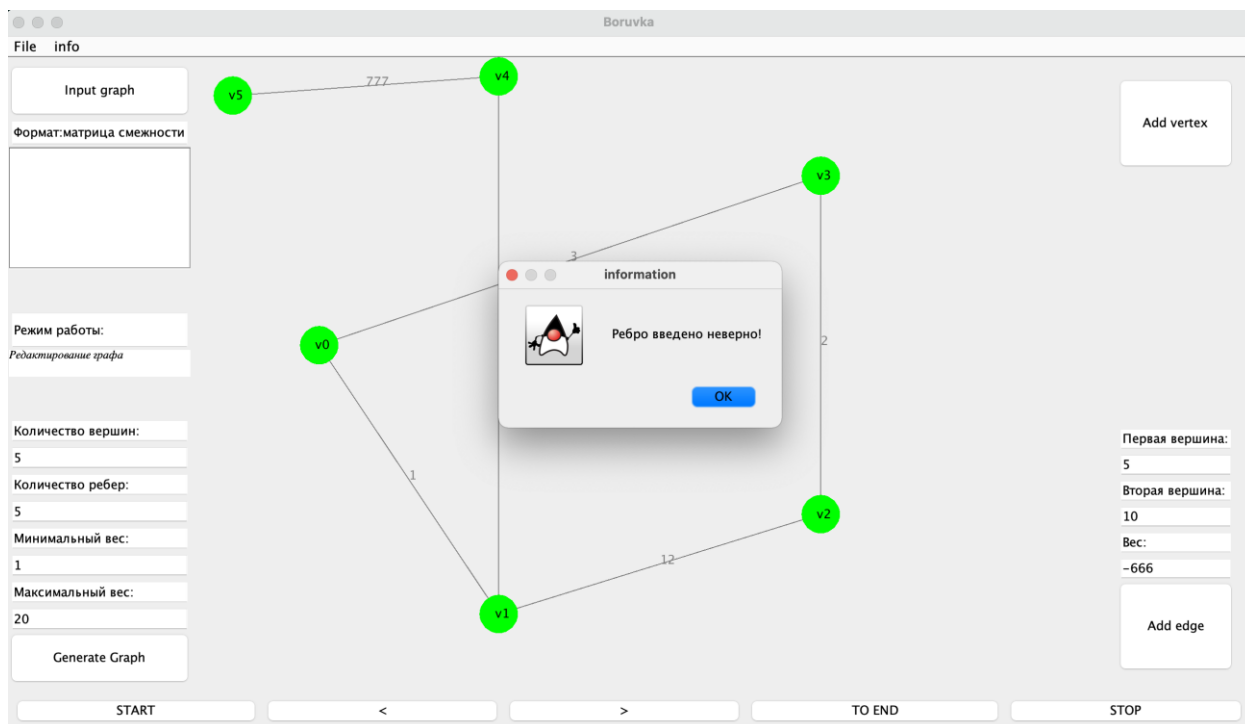 Boruvka
File info
Input graph
Формат:матрица смежности
Режим работы:
Редактирование графа
Количество вершин:
5
Количество ребер:
5
Минимальный вес:
1
Максимальный вес:
20
Generate Graph
v5
777
v4
v3
3
v0
2
1
v2
12
v1
information
Ребро введено неверно!
OK
Add vertex
Первая вершина:
5
Вторая вершина:
10
Вес:
-666
Add edge
START
<
>
TO END
STOP